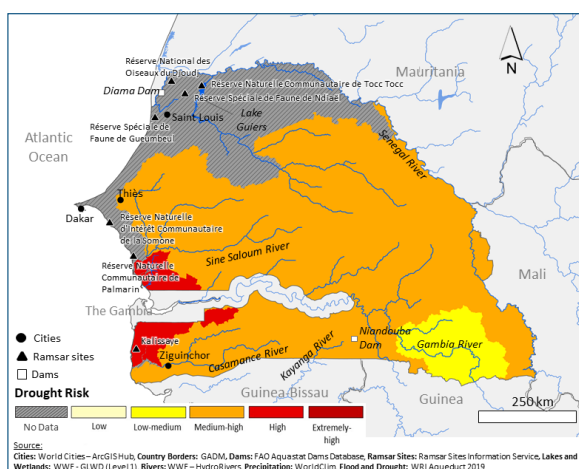 Réserve National des
Oiseaux du Djoud
Réserve Naturelle Communautaire de Tocc Tocc
Mauritania
N
Diama Dam
Réserve Spéciale de Faune de Ndiael
Saint Louis
Lake
Guiers
Réserve Spéciale de
Faune de Gueumbeul
Atlantic
Ocean
Senegal River
Thiès
Dakar
Réserve Naturelle
d'Intérêt Communautaire
de la Somone
Sine Saloum River
Réserve Naturelle
Communautaire de
Palmarin
Mali
The Gambia
Cities
Ramsar sites
Dams
Kalissaye
Ziguinchor
Casamance River
Kayanga River
Niandouba
Dam
Gambia River
Guinea-Bissau
Guinea
Drought Risk
No Data
Low
Low-medium
Medium-high
High
Extremely-
high
250 km
Source:
Cities: World Cities – ArcGIS Hub, Country Borders: GADM, Dams: FAO Aquastat Dams Database, Ramsar Sites: Ramsar Sites Information Service, Lakes and
Wetlands: WWF - GLWD (Level1), Rivers: WWF – HydroRivers, Precipitation: WorldClim, Flood and Drought: WRI Aqueduct 2019